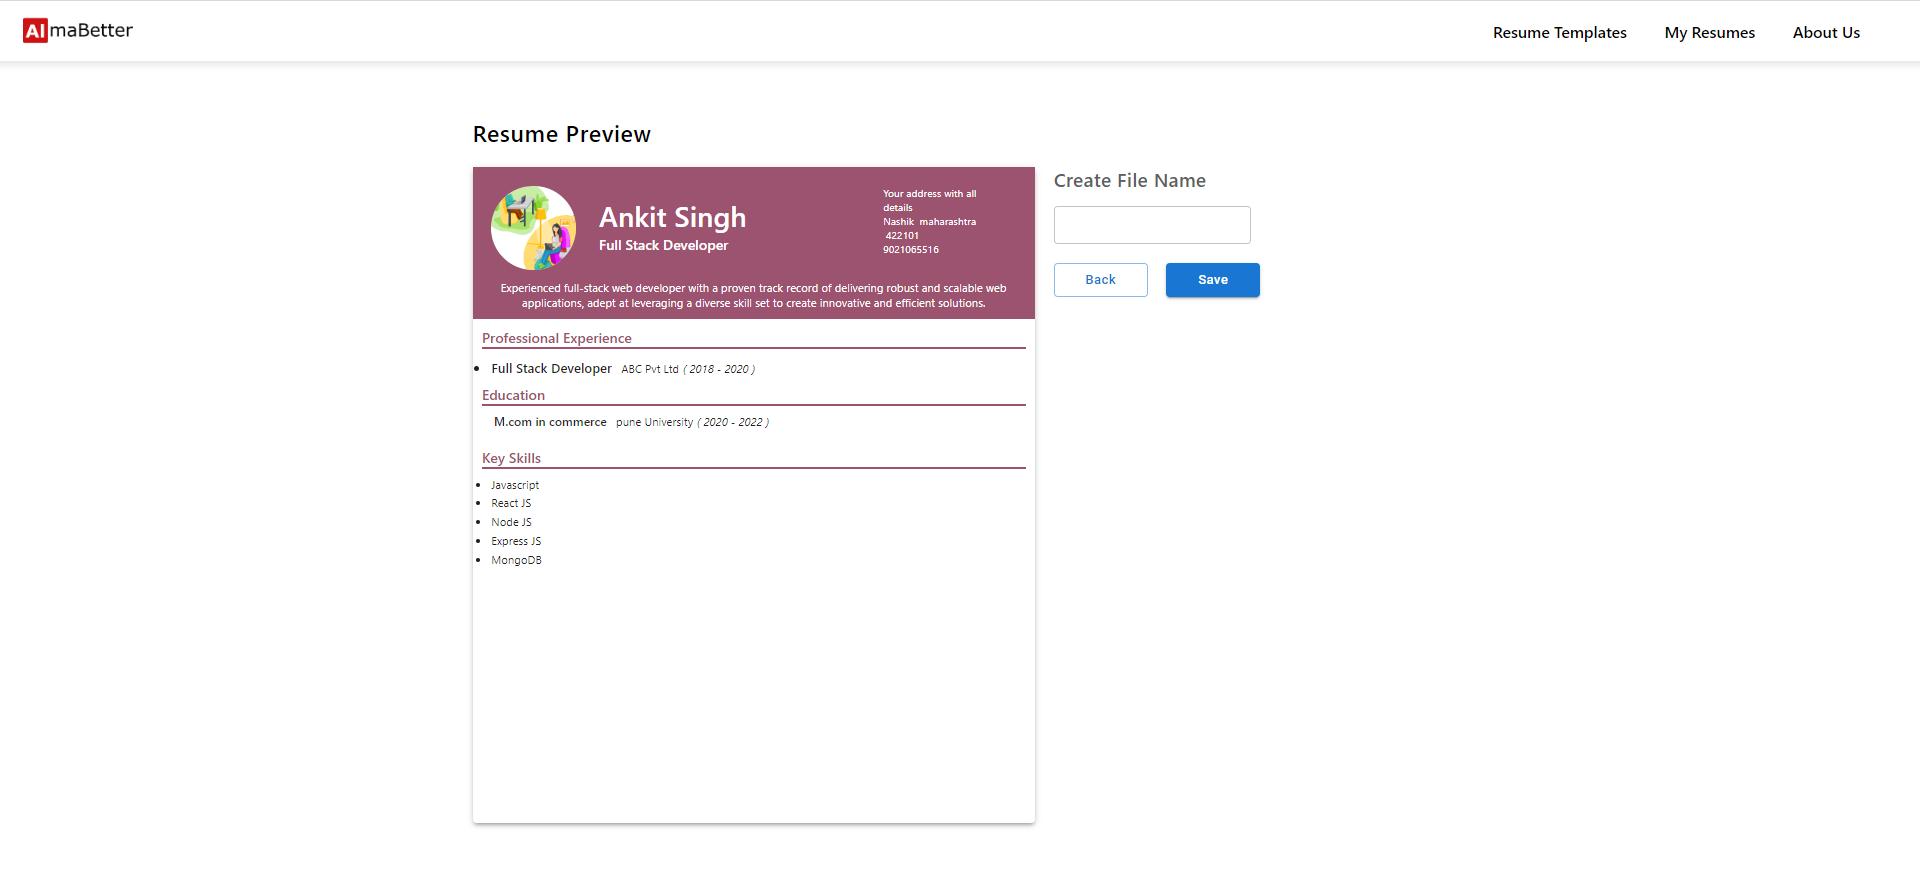 AlmaBetter
Resume Templates
My Resumes
About Us
Resume Preview
Ankit Singh
Full Stack Developer
Your address with all
details
Nashik maharashtra
422101
9021065516
Experienced full-stack web developer with a proven track record of delivering robust and scalable web
applications, adept at leveraging a diverse skill set to create innovative and efficient solutions.
Professional Experience
• Full Stack Developer ABC Pvt Ltd ( 2018 - 2020 )
Education
M.com in commerce pune University ( 2020 - 2022 )
Key Skills
• Javascript
• React JS
• Node JS
• Express JS
• MongoDB
Create File Name
Back
Save